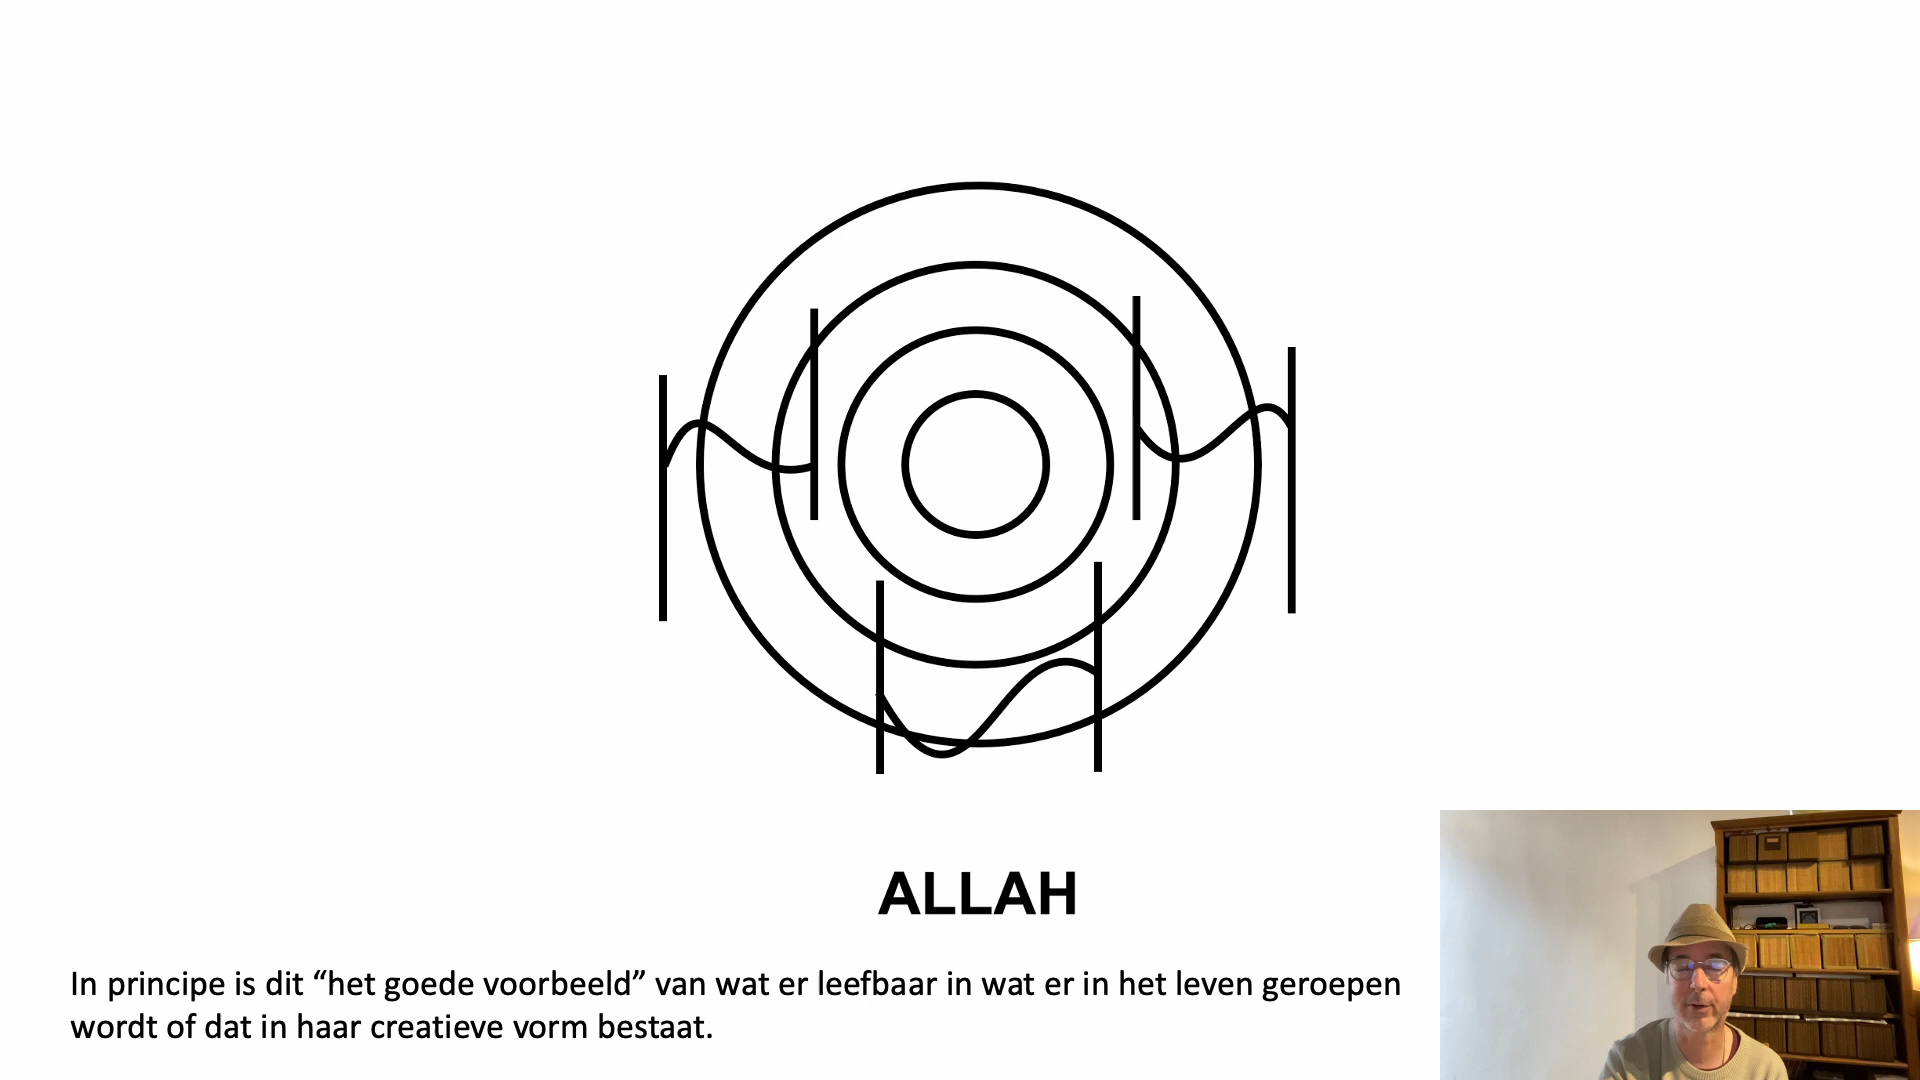 ALLAH
In principe is dit “het goede voorbeeld” van wat er leefbaar in wat er in het leven geroepen
wordt of dat in haar creatieve vorm bestaat.